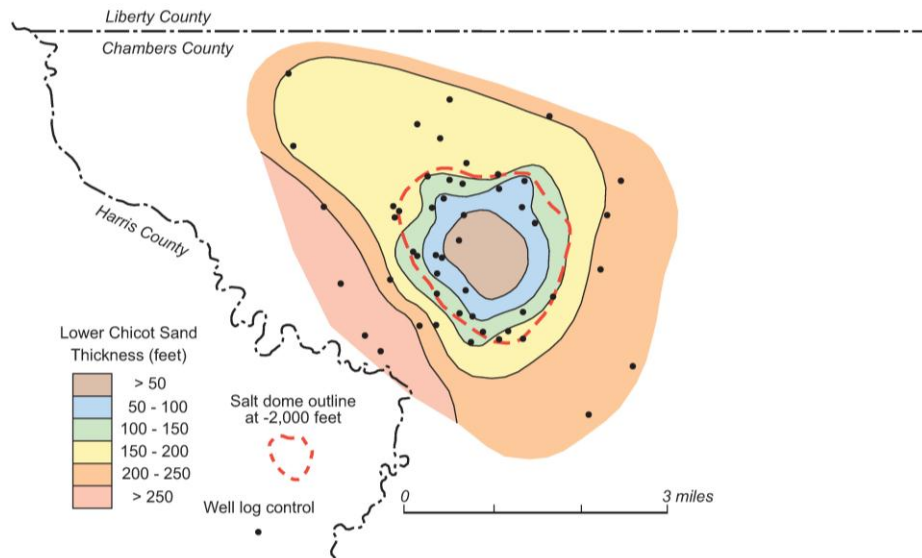 Liberty County
Chambers County
Harris County
Lower Chicot Sand
Thickness (feet)
> 50
50 - 100
100 - 150
150 - 200
200 - 250
> 250
Salt dome outline
at -2,000 feet
Well log control
0 3 miles